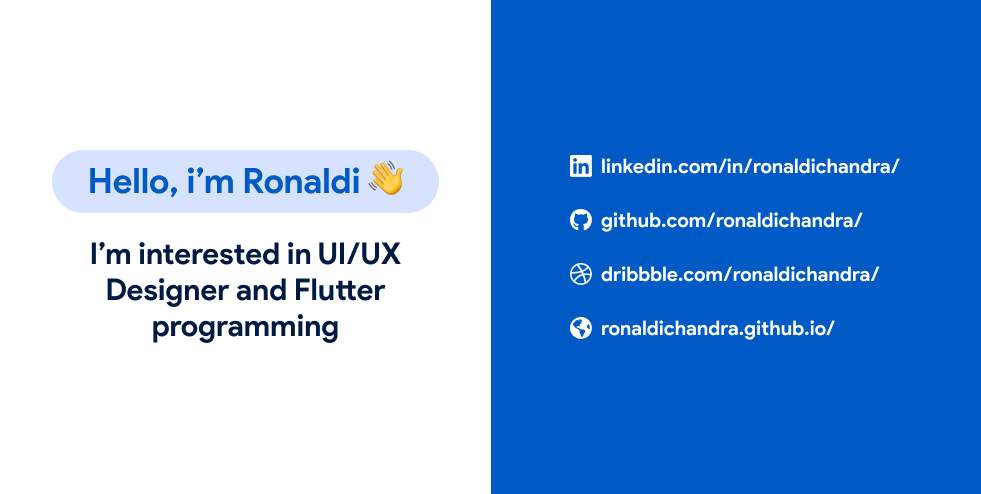 Hello, i’m Ronaldi 👋
I’m interested in UI/UX
Designer and Flutter
programming
linkedin.com/in/ronaldichandra/
github.com/ronaldichandra/
dribbble.com/ronaldichandra/
ronaldichandra.github.io/